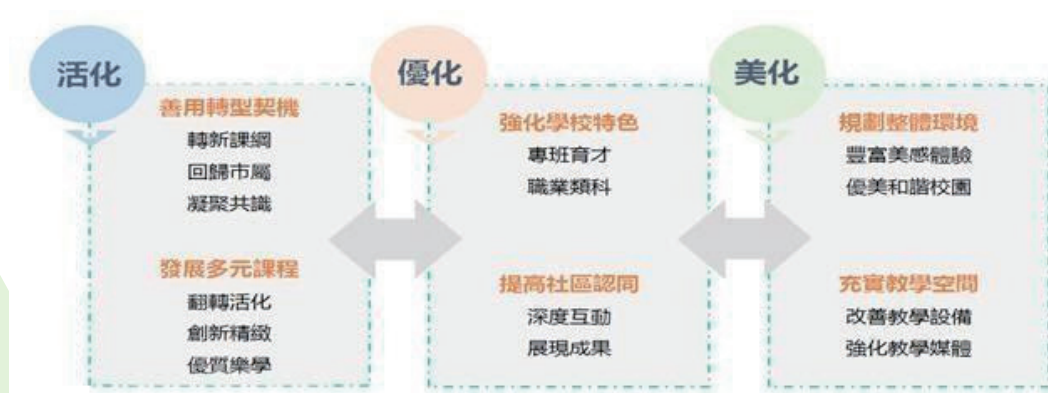 活化
善用轉型契機
轉新課綱
回歸市屬
凝聚共識
發展多元課程
翻轉活化
創新精緻
優質樂學
優化
強化學校特色
專班育才
職業類科
提高社區認同
深度互動
展現成果
美化
規劃整體環境
豐富美感體驗
優美和諧校園
充實教學空間
改善教學設備
強化教學媒體